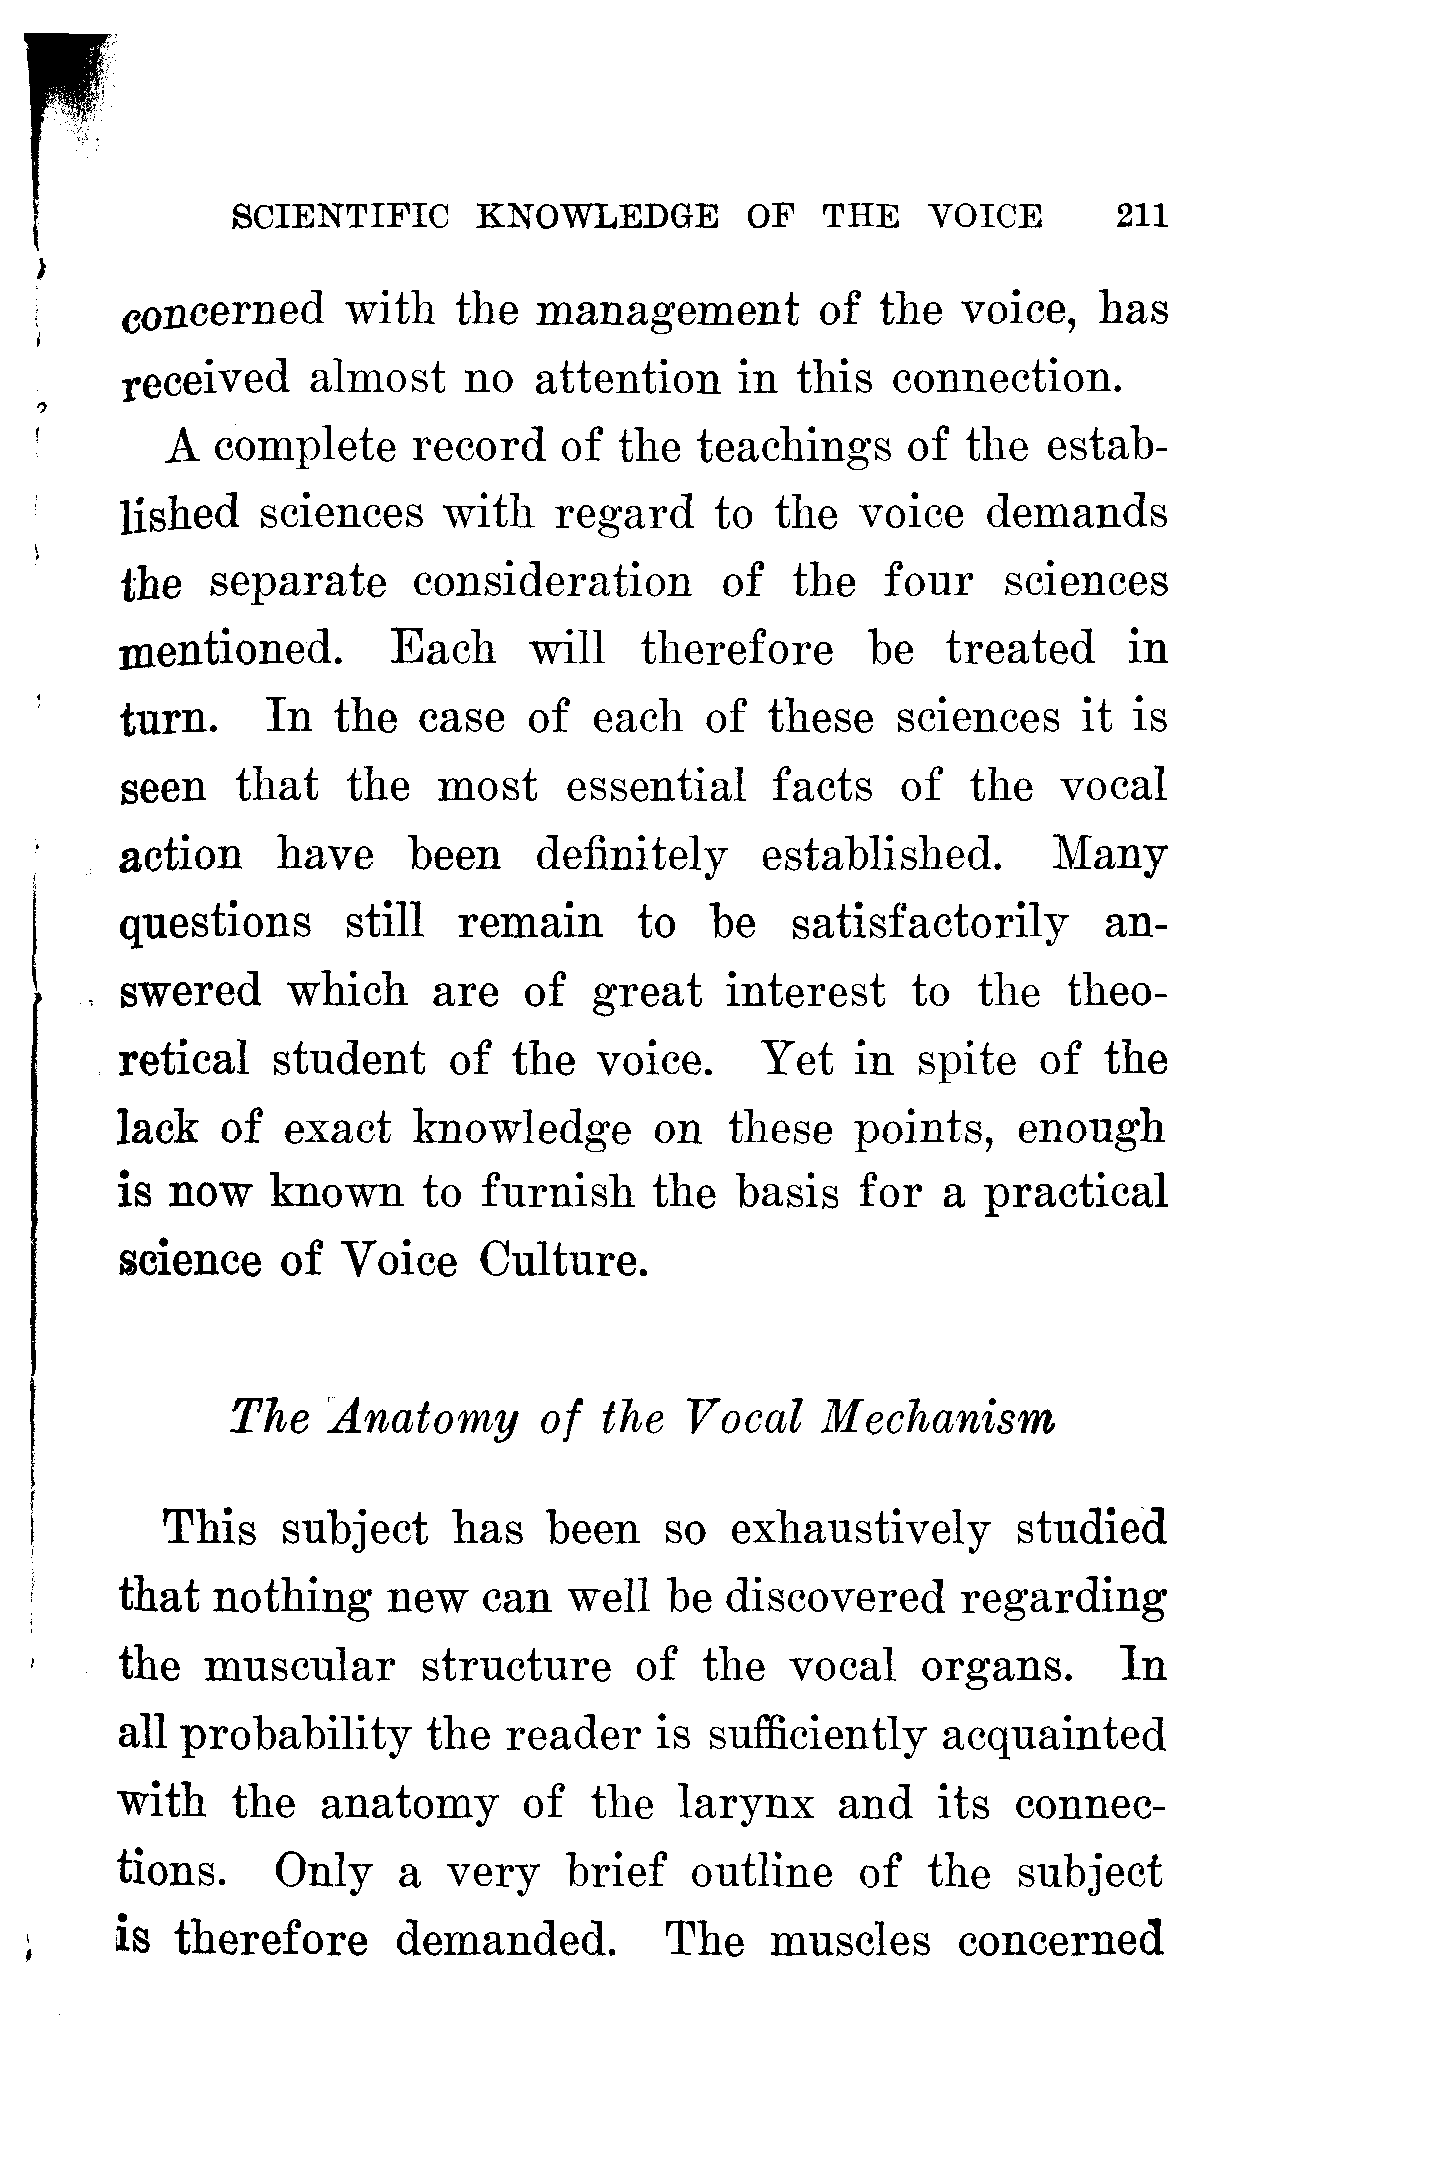 SCIENTIFIC KNOWLEDGE OF THE VOICE 211
concerned with the management of the voice, has
received almost no attention in this connection.
A complete record of the teachings of the estab-
lished sciences with regard to the voice demands
the separate consideration of the four sciences
mentioned. Each will therefore be treated in
turn. In the case of each of these sciences it is
seen that the most essential facts of the vocal
action have been definitely established. Many
questions still remain to be satisfactorily an-
swered which are of great interest to the theo-
retical student of the voice. Yet in spite of the
lack of exact knowledge on these points, enough
is now known to furnish the basis for a practical
science of Voice Culture.
The Anatomy of the Vocal Mechanism
This subject has been so exhaustively studied
that nothing new can well be discovered regarding
the muscular structure of the vocal organs. In
all probability the reader is sufficiently acquainted
with the anatomy of the larynx and its connec-
tions. Only a very brief outline of the subject
is therefore demanded. The muscles concerned